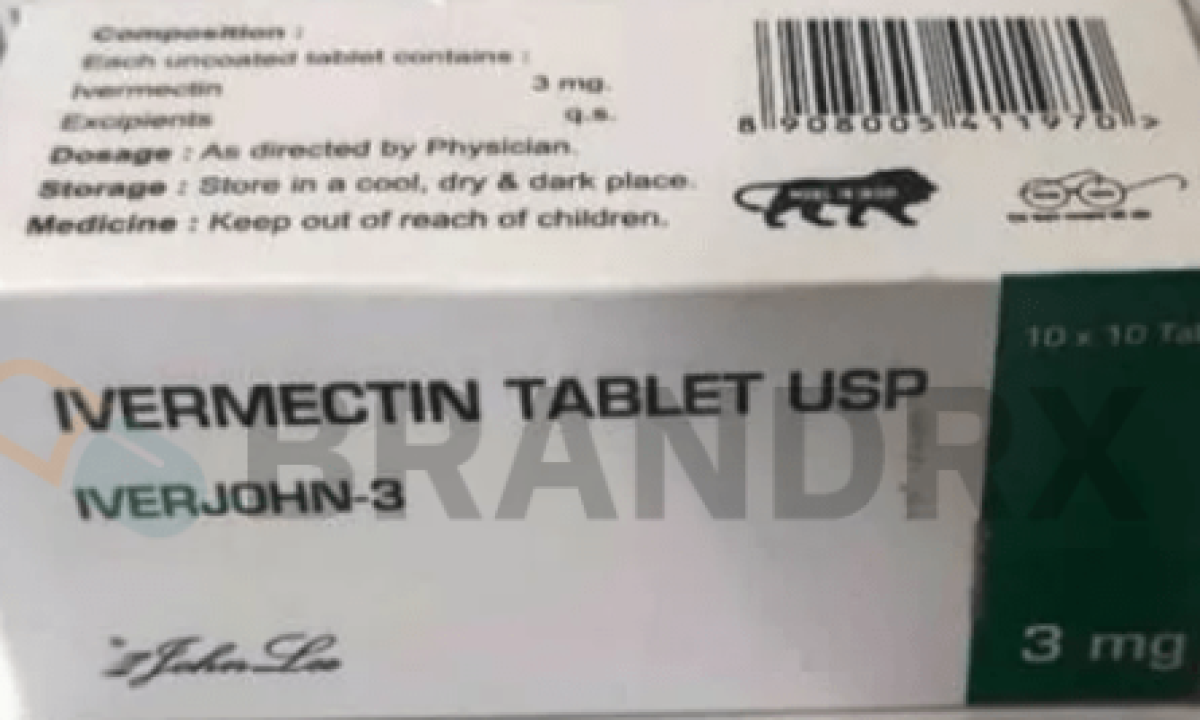 Composition :
Each uncoated tablet contains :
Ivermectin 3 mg.
Excipients q.s.
Dosage : As directed by Physician.
Storage : Store in a cool, dry & dark place.
Medicine : Keep out of reach of children.
8 908005 411970 >
10 x 10 Tab
IVERMECTIN TABLET USP
BRANDRX
IVERJOHN-3
John Lee
3 mg